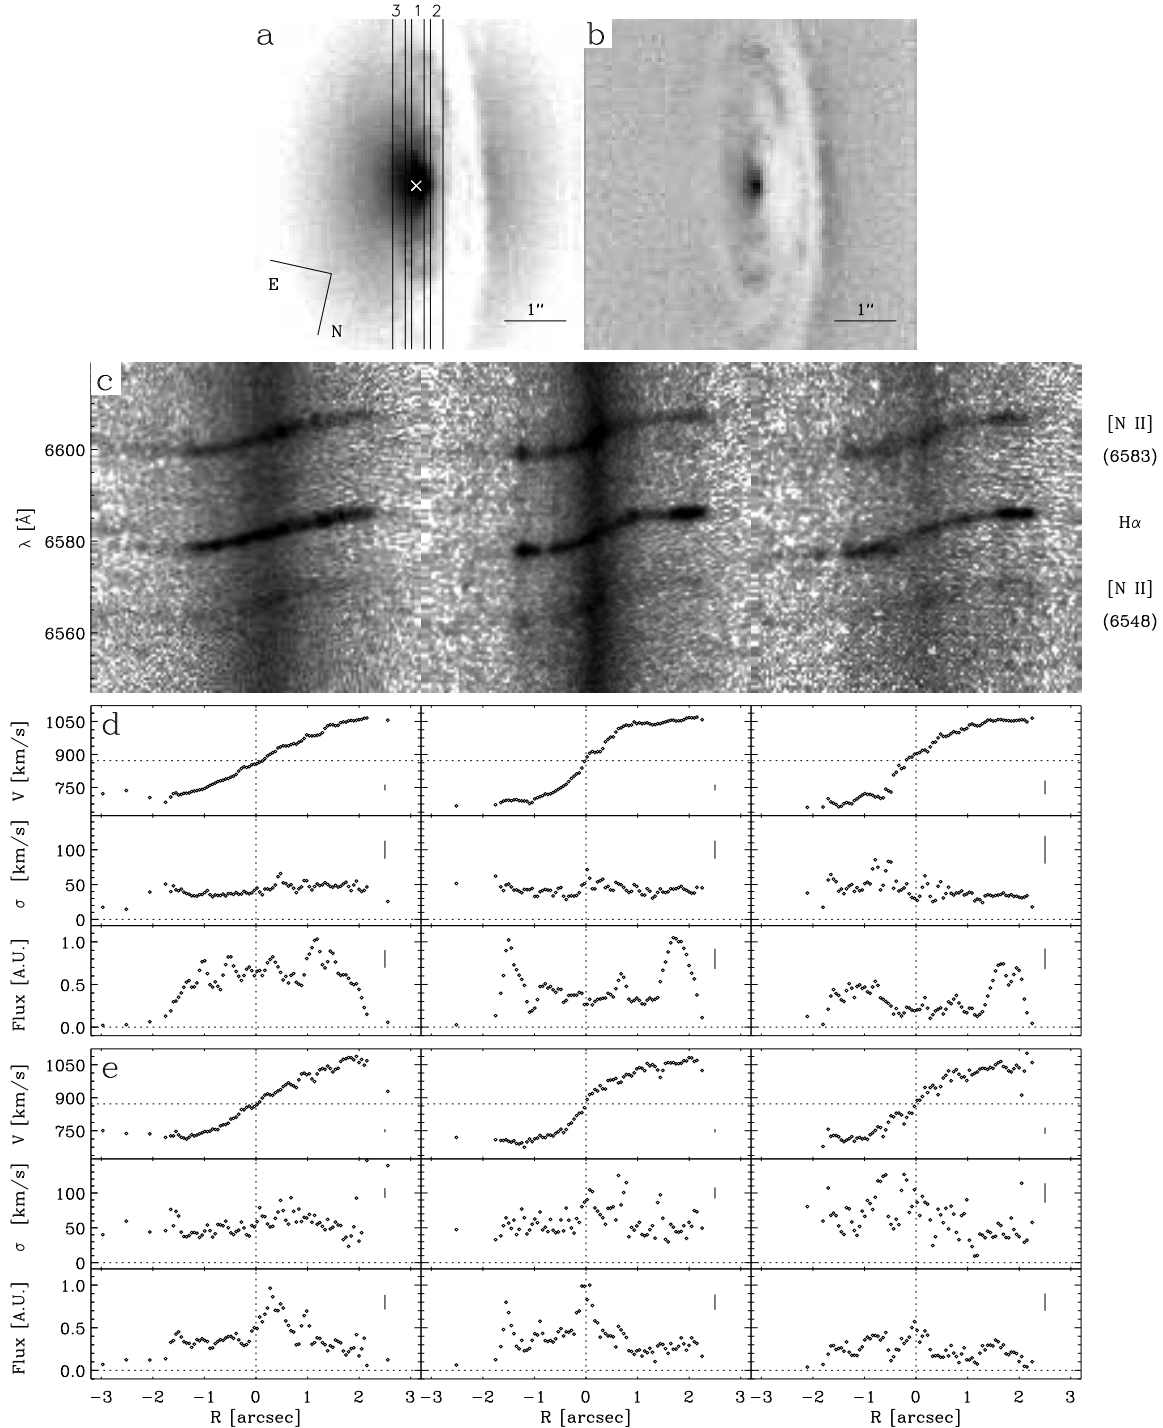 3 1 2
a
b
E
N
1"
1"
c
[N II]
(6583)
Hα
[N II]
(6548)
λ [Å]
6600
6580
6560
d
V [km/s]
1050
900
750
σ [km/s]
100
50
0
Flux [A.U.]
1.0
0.5
0.0
e
V [km/s]
1050
900
750
σ [km/s]
100
50
0
Flux [A.U.]
1.0
0.5
0.0
−3 −2 −1 0 1 2 3 −3 −2 −1 0 1 2 3 −3 −2 −1 0 1 2 3
R [arcsec] R [arcsec] R [arcsec]